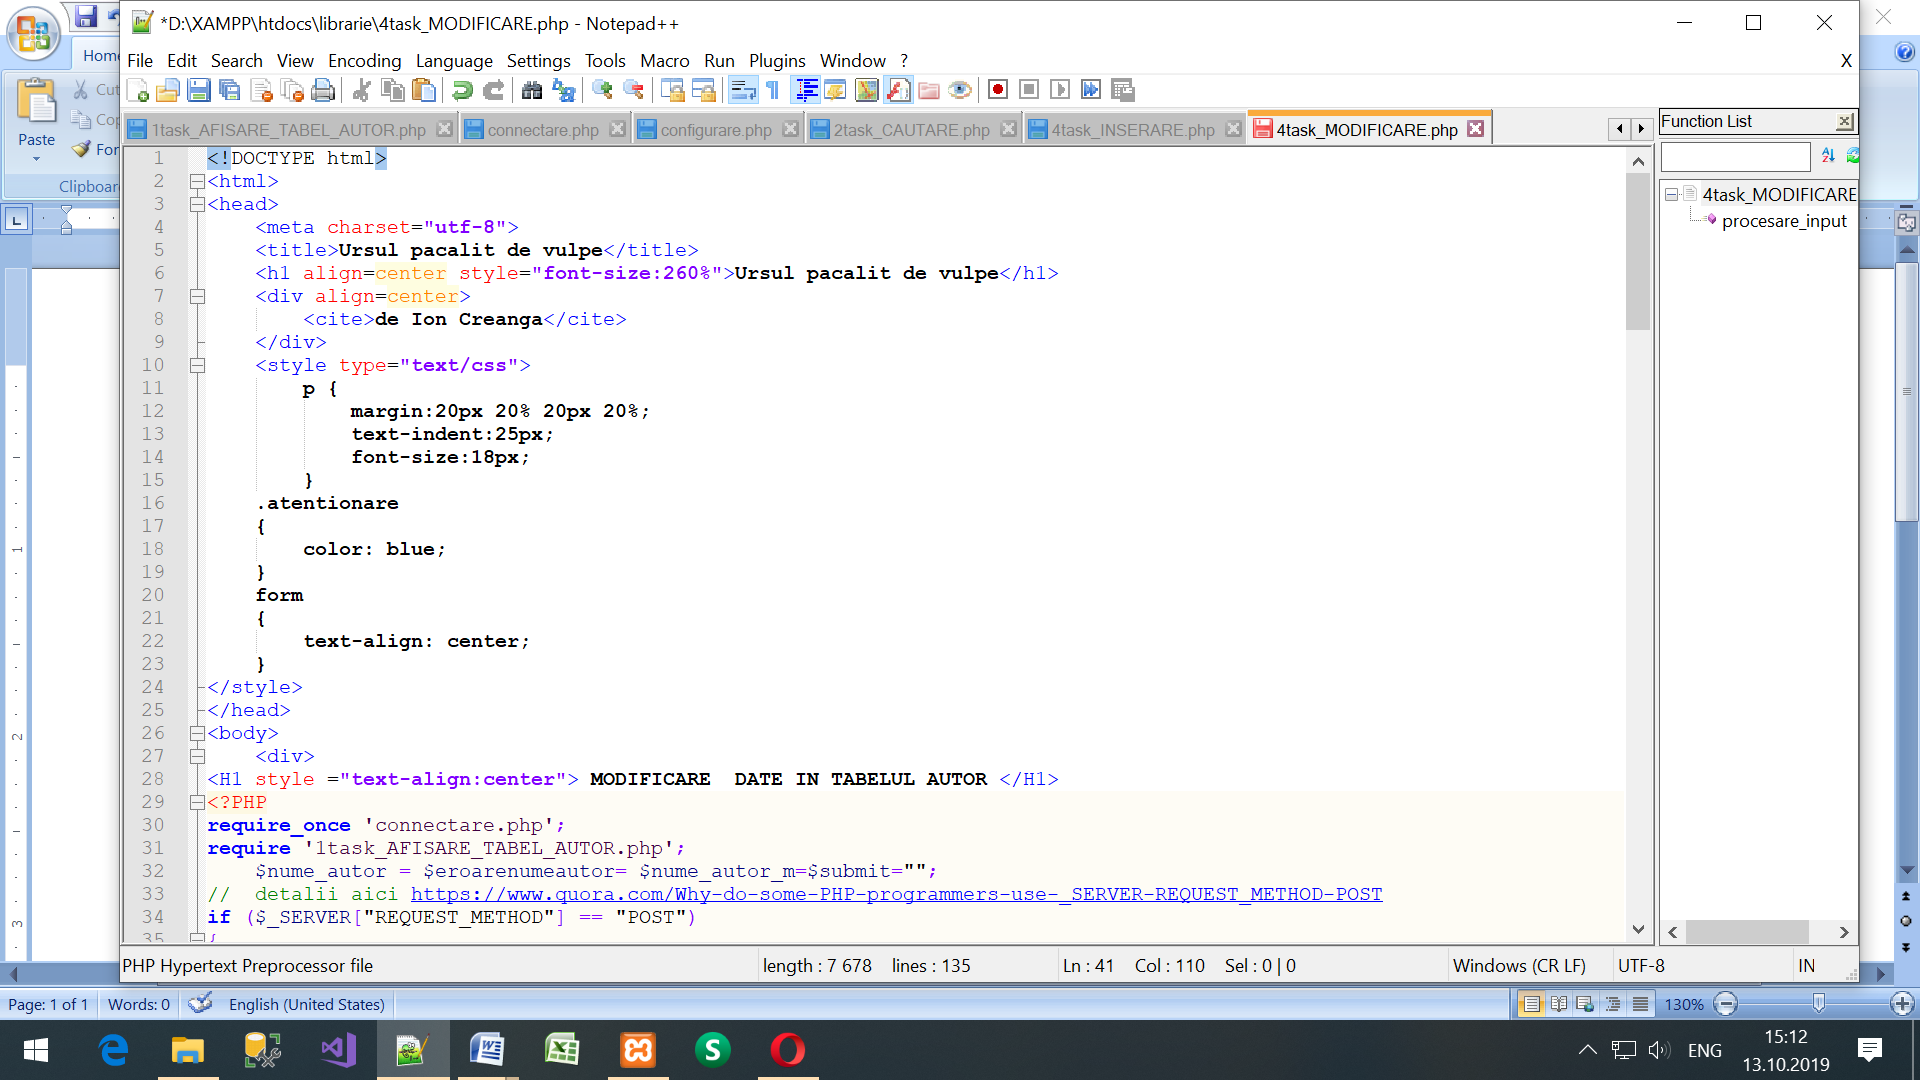 *D:\XAMPP\htdocs\librarie\4task_MODIFICARE.php - Notepad++
Home
File Edit Search View Encoding Language Settings Tools Macro Run Plugins Window ? X
Cut
Paste
Clipboar
1task_AFISARE_TABEL_AUTOR.php connectare.php configurare.php 2task_CAUTARE.php 4task_INSERARE.php 4task_MODIFICARE.php
Function List
4task_MODIFICARE
procesare_input
1 <!DOCTYPE html>
2 <html>
3 <head>
4 <meta charset="utf-8">
5 <title>Ursul pacalit de vulpe</title>
6 <h1 align=center style="font-size:260%">Ursul pacalit de vulpe</h1>
7 <div align=center>
8 <cite>de Ion Creanga</cite>
9 </div>
10 <style type="text/css">
11 p {
12 margin:20px 20% 20px 20%;
13 text-indent:25px;
14 font-size:18px;
15 }
16 .atentionare
17 {
18 color: blue;
19 }
20 form
21 {
22 text-align: center;
23 }
24 </style>
25 </head>
26 <body>
27 <div>
28 <H1 style ="text-align:center"> MODIFICARE  DATE IN TABELUL AUTOR </H1>
29 <?PHP
30 require_once 'connectare.php';
31 require '1task_AFISARE_TABEL_AUTOR.php';
32 $nume_autor = $eroarenumeautor= $nume_autor_m=$submit="";
33 //  detalii aici https://www.quora.com/Why-do-some-PHP-programmers-use-_SERVER-REQUEST_METHOD-POST
34 if ($_SERVER["REQUEST_METHOD"] == "POST")
35 {
PHP Hypertext Preprocessor file length : 7 678 lines : 135 Ln : 41 Col : 110 Sel : 0 | 0 Windows (CR LF) UTF-8 IN
Page: 1 of 1 Words: 0 English (United States) 130%
ENG
15:12
13.10.2019